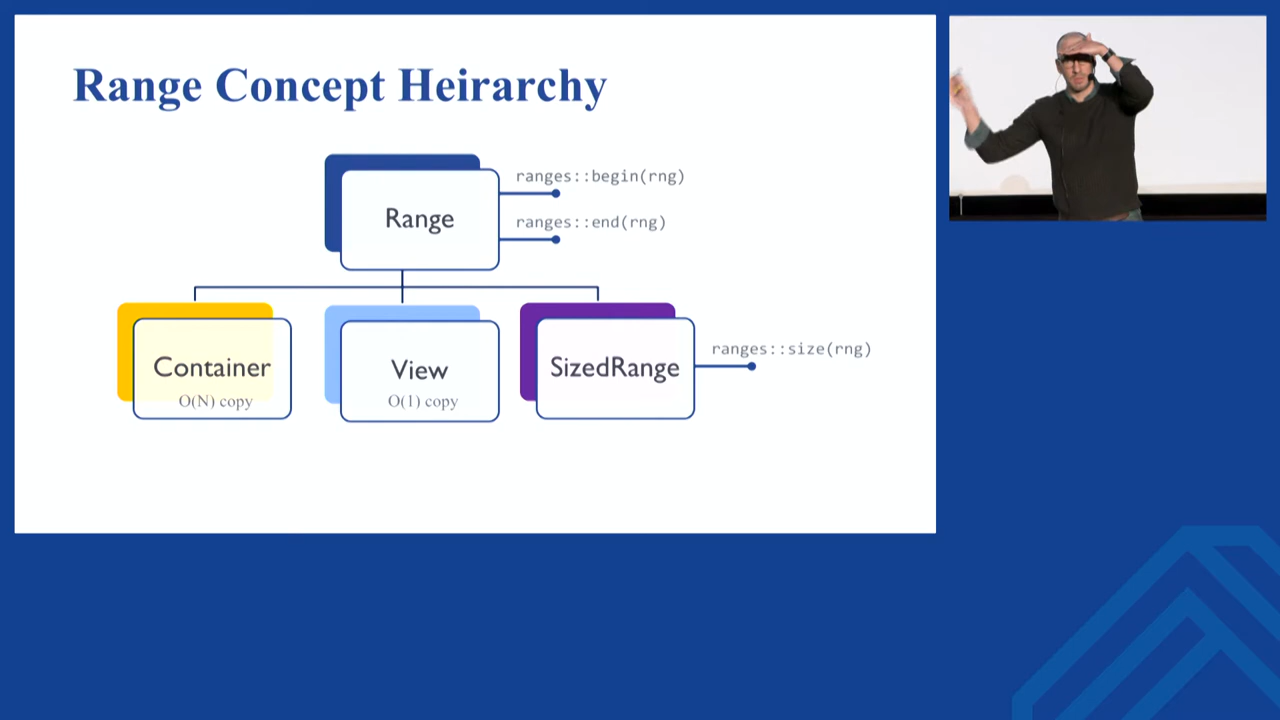 Range Concept Heirarchy
ranges::begin(rng)
Range
ranges::end(rng)
Container
O(N) copy
View
O(1) copy
SizedRange
ranges::size(rng)